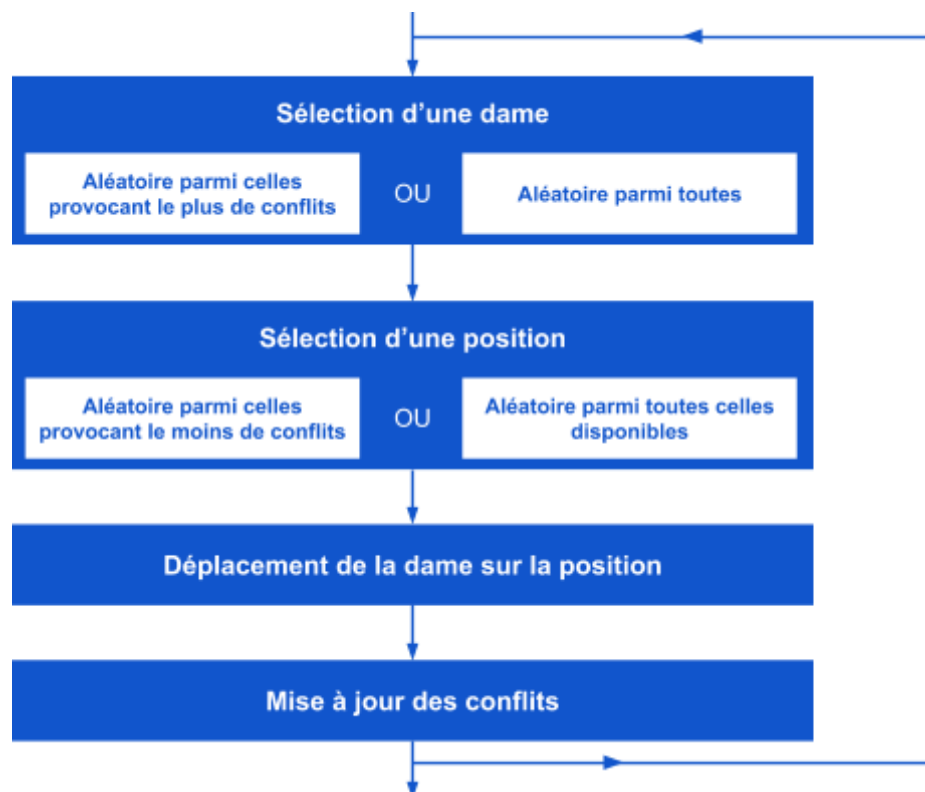 Sélection d’une dame
Aléatoire parmi celles
provocant le plus de conflits
OU
Aléatoire parmi toutes
Sélection d’une position
Aléatoire parmi celles
provocant le moins de conflits
OU
Aléatoire parmi toutes celles
disponibles
Déplacement de la dame sur la position
Mise à jour des conflits